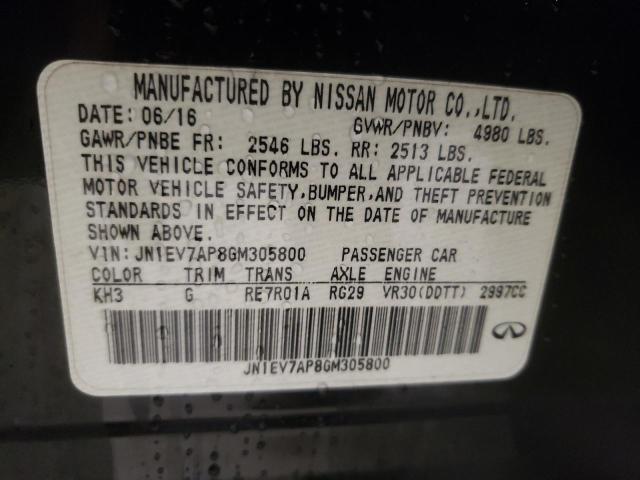 MANUFACTURED BY NISSAN MOTOR CO.,LTD.
DATE: 06/16 GVWR/PNBV: 4980 LBS.
GAWR/PNBE FR: 2546 LBS. RR: 2513 LBS.
THIS VEHICLE CONFORMS TO ALL APPLICABLE FEDERAL
MOTOR VEHICLE SAFETY,BUMPER,AND THEFT PREVENTION
STANDARDS IN EFFECT ON THE DATE OF MANUFACTURE
SHOWN ABOVE.
VIN: JN1EV7AP8GM305800 PASSENGER CAR
COLOR TRIM TRANS AXLE ENGINE
KH3 G RE7R01A RG29 VR30(DDTT) 2997CC
JN1EV7AP8GM305800